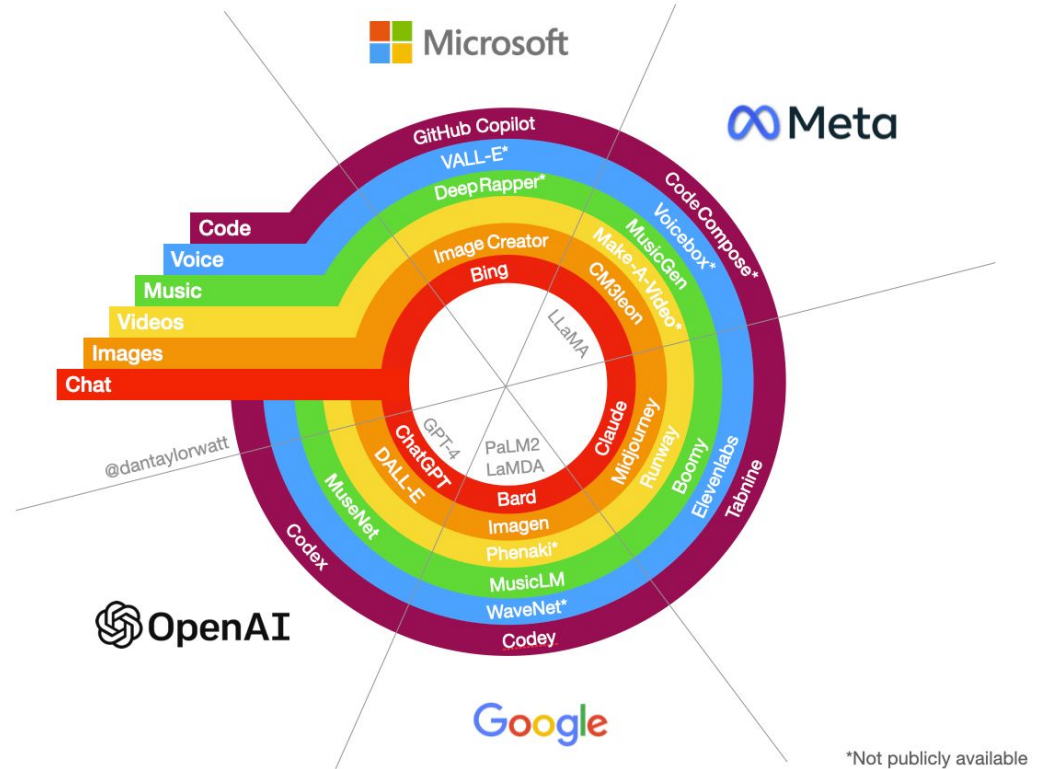 Microsoft
Meta
GitHub Copilot
VALL-E*
DeepRapper*
Image Creator
Bing
CodeCompose*
Voicebox*
MusicGen
Make-A-Video*
CM3leon
LLaMA
Code
Voice
Music
Videos
Images
Chat
@dantaylorwatt
GPT-4
ChatGPT
DALL-E
MuseNet
Codex
OpenAI
PaLM2
LaMDA
Bard
Imagen
Phenaki*
MusicLM
WaveNet*
Codey
Google
Claude
Midjourney
Runway
Boomy
Elevenlabs
Tabnine
*Not publicly available